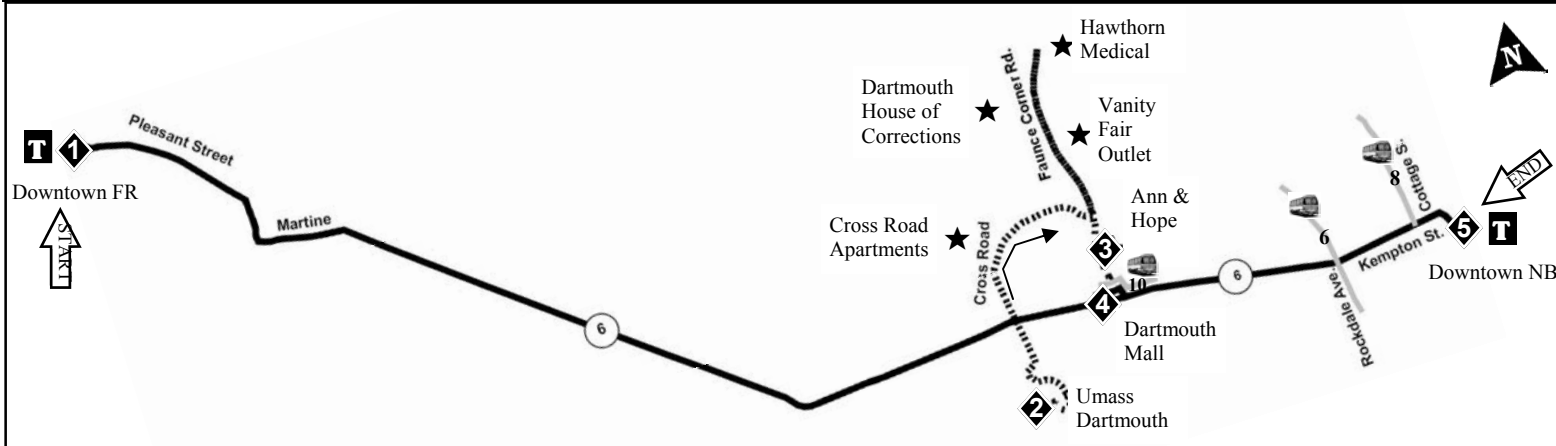 T
1
Downtown FR
START
Pleasant Street
Martine
6
Hawthorn
Medical
Dartmouth
House of
Corrections
Faunce Corner Rd.
Vanity
Fair
Outlet
Cross Road
Apartments
Cross Road
Ann &
Hope
3
10
4
Dartmouth
Mall
2
Umass
Dartmouth
6
6
Rockdale Ave.
8
Cottage S.
Kempton St.
5
T
Downtown NB
END
N